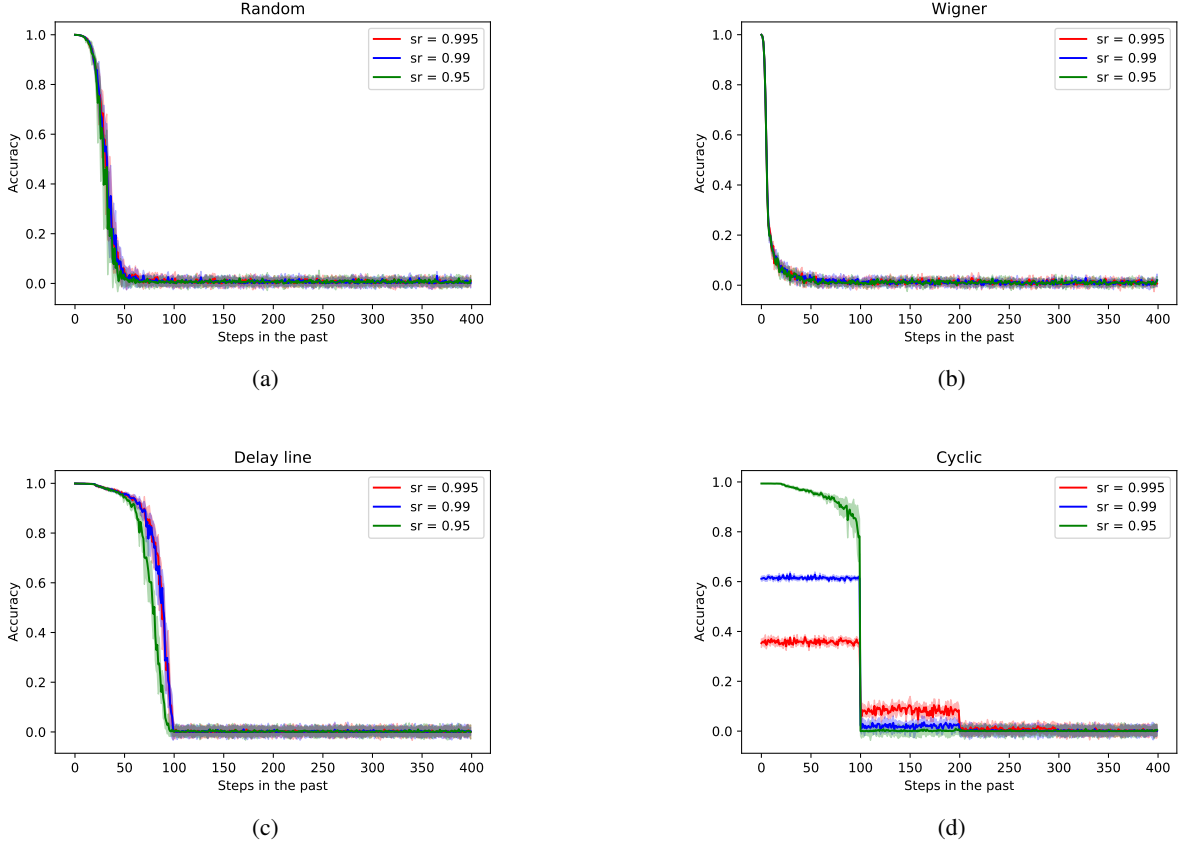 Random
1.0
0.8
0.6
0.4
0.2
0.0
Accuracy
sr = 0.995
sr = 0.99
sr = 0.95
0 50 100 150 200 250 300 350 400
Steps in the past
(a)
Wigner
1.0
0.8
0.6
0.4
0.2
0.0
Accuracy
sr = 0.995
sr = 0.99
sr = 0.95
0 50 100 150 200 250 300 350 400
Steps in the past
(b)
Delay line
1.0
0.8
0.6
0.4
0.2
0.0
Accuracy
sr = 0.995
sr = 0.99
sr = 0.95
0 50 100 150 200 250 300 350 400
Steps in the past
(c)
Cyclic
1.0
0.8
0.6
0.4
0.2
0.0
Accuracy
sr = 0.995
sr = 0.99
sr = 0.95
0 50 100 150 200 250 300 350 400
Steps in the past
(d)